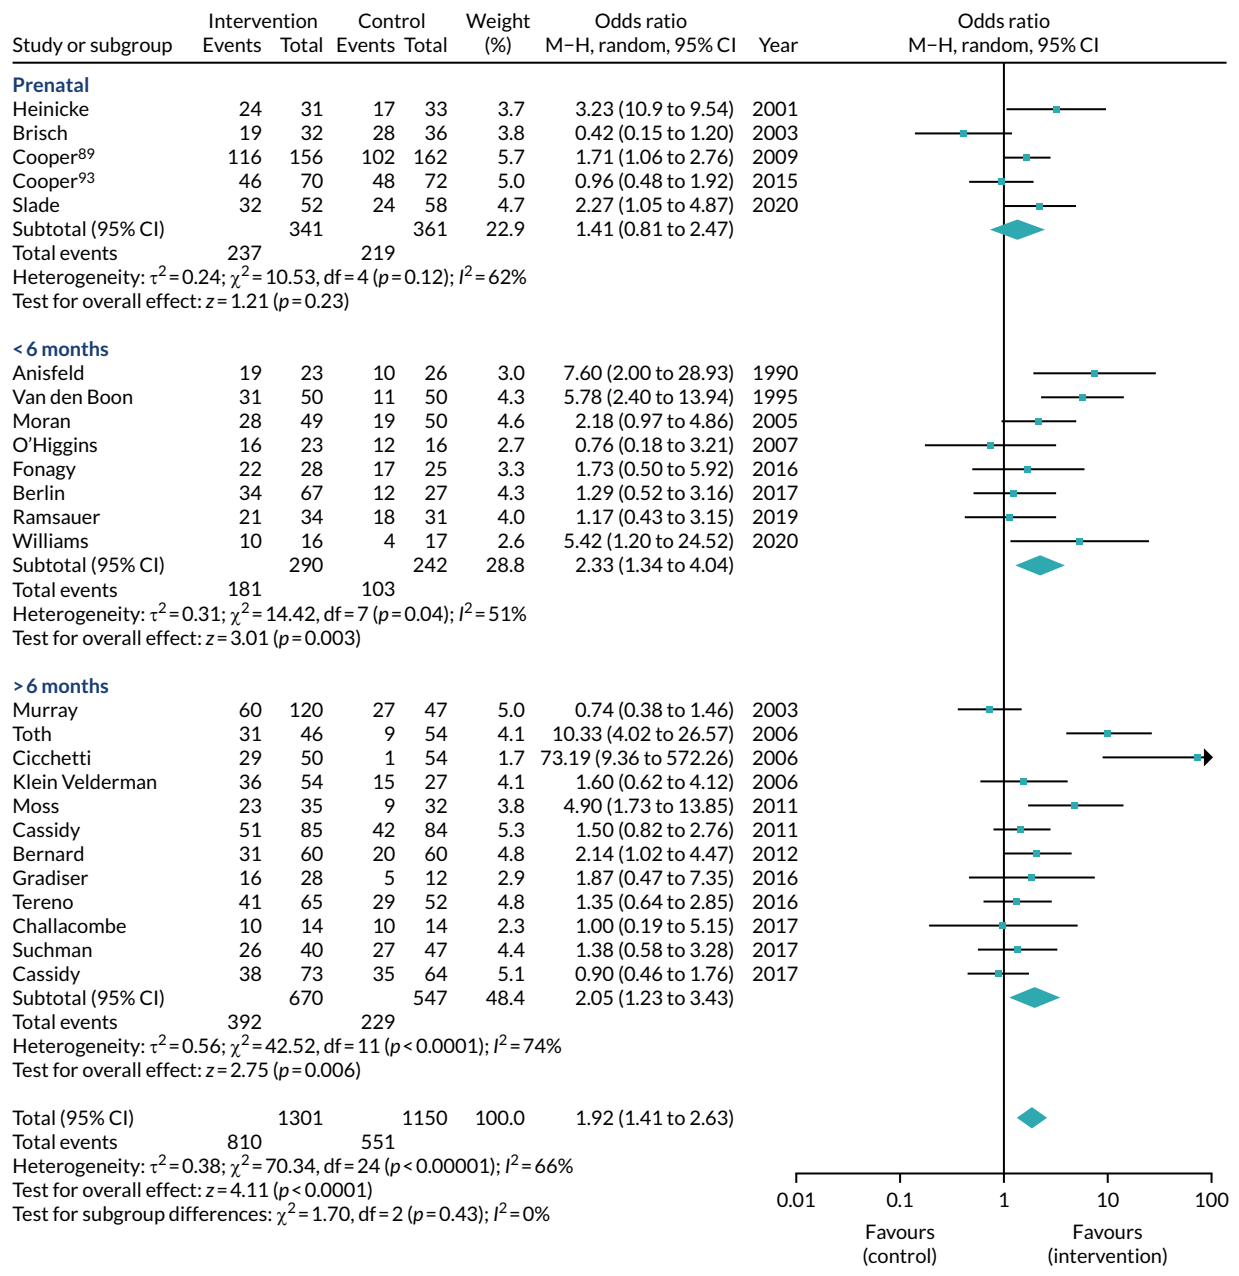 Intervention Control Weight Odds ratio Odds ratio
Study or subgroup Events Total Events Total (%) M−H, random, 95% CI Year M−H, random, 95% CI
Prenatal
Heinicke 24 31 17 33 3.7 3.23 (10.9 to 9.54) 2001
Brisch 19 32 28 36 3.8 0.42 (0.15 to 1.20) 2003
Cooper⁸⁹ 116 156 102 162 5.7 1.71 (1.06 to 2.76) 2009
Cooper⁹³ 46 70 48 72 5.0 0.96 (0.48 to 1.92) 2015
Slade 32 52 24 58 4.7 2.27 (1.05 to 4.87) 2020
Subtotal (95% CI) 341 361 22.9 1.41 (0.81 to 2.47)
Total events 237 219
Heterogeneity: τ²=0.24; χ²=10.53, df=4 (p=0.12); I²=62%
Test for overall effect: z=1.21 (p=0.23)
<6 months
Anisfeld 19 23 10 26 3.0 7.60 (2.00 to 28.93) 1990
Van den Boon 31 50 11 50 4.3 5.78 (2.40 to 13.94) 1995
Moran 28 49 19 50 4.6 2.18 (0.97 to 4.86) 2005
O'Higgins 16 23 12 16 2.7 0.76 (0.18 to 3.21) 2007
Fonagy 22 28 17 25 3.3 1.73 (0.50 to 5.92) 2016
Berlin 34 67 12 27 4.3 1.29 (0.52 to 3.16) 2017
Ramsauer 21 34 18 31 4.0 1.17 (0.43 to 3.15) 2019
Williams 10 16 4 17 2.6 5.42 (1.20 to 24.52) 2020
Subtotal (95% CI) 290 242 28.8 2.33 (1.34 to 4.04)
Total events 181 103
Heterogeneity: τ²=0.31; χ²=14.42, df=7 (p=0.04); I²=51%
Test for overall effect: z=3.01 (p=0.003)
>6 months
Murray 60 120 27 47 5.0 0.74 (0.38 to 1.46) 2003
Toth 31 46 9 54 4.1 10.33 (4.02 to 26.57) 2006
Cicchetti 29 50 1 54 1.7 73.19 (9.36 to 572.26) 2006
Klein Velderman 36 54 15 27 4.1 1.60 (0.62 to 4.12) 2006
Moss 23 35 9 32 3.8 4.90 (1.73 to 13.85) 2011
Cassidy 51 85 42 84 5.3 1.50 (0.82 to 2.76) 2011
Bernard 31 60 20 60 4.8 2.14 (1.02 to 4.47) 2012
Gradiser 16 28 5 12 2.9 1.87 (0.47 to 7.35) 2016
Tereno 41 65 29 52 4.8 1.35 (0.64 to 2.85) 2016
Challacombe 10 14 10 14 2.3 1.00 (0.19 to 5.15) 2017
Suchman 26 40 27 47 4.4 1.38 (0.58 to 3.28) 2017
Cassidy 38 73 35 64 5.1 0.90 (0.46 to 1.76) 2017
Subtotal (95% CI) 670 547 48.4 2.05 (1.23 to 3.43)
Total events 392 229
Heterogeneity: τ²=0.56; χ²=42.52, df=11 (p<0.0001); I²=74%
Test for overall effect: z=2.75 (p=0.006)
Total (95% CI) 1301 1150 100.0 1.92 (1.41 to 2.63)
Total events 810 551
Heterogeneity: τ²=0.38; χ²=70.34, df=24 (p<0.00001); I²=66%
Test for overall effect: z=4.11 (p<0.0001)
Test for subgroup differences: χ²=1.70, df=2 (p=0.43); I²=0%
0.01 0.1 1 10 100
Favours Favours
(control) (intervention)